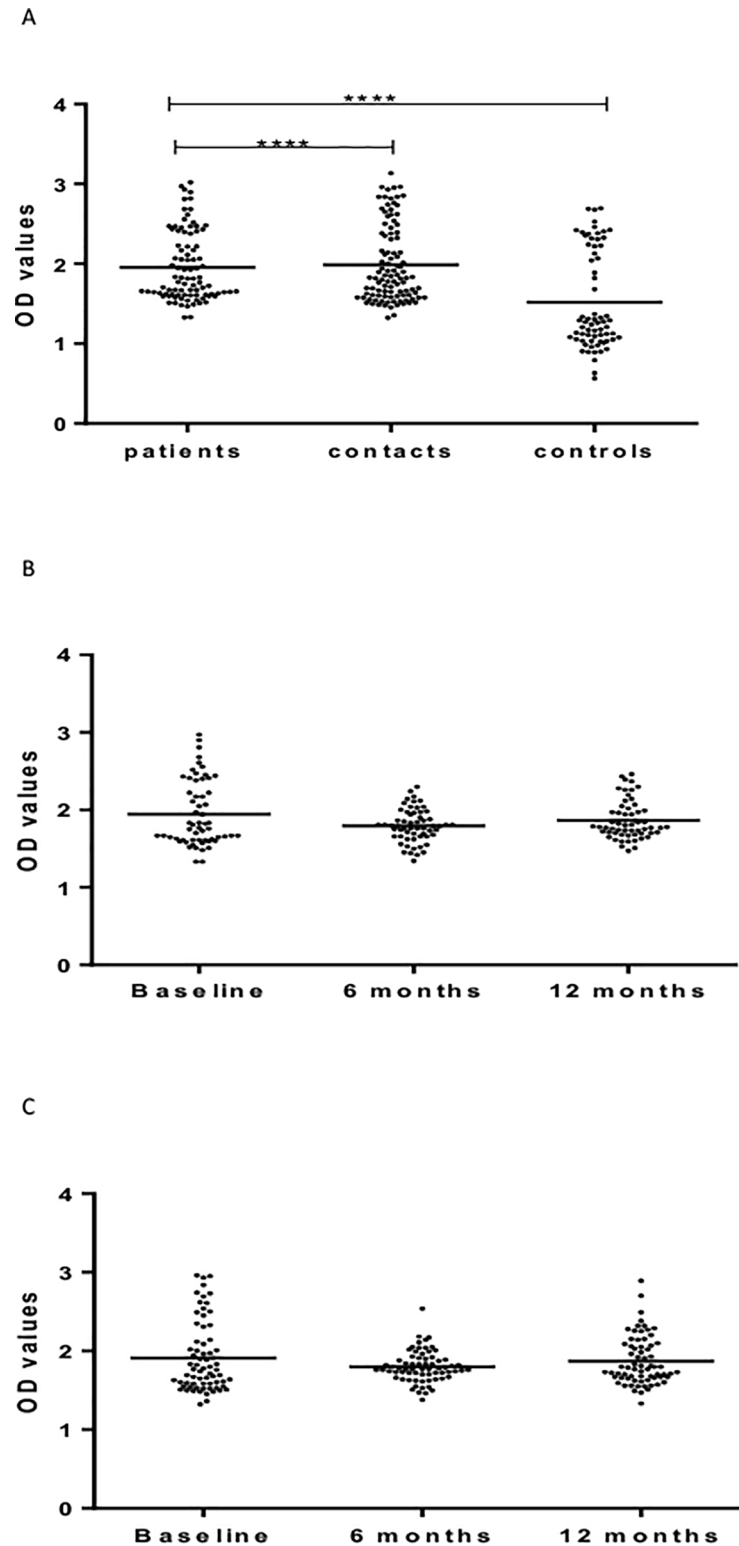 A
****
4
****
3
2
1
0
OD values
patients contacts controls
B
4
3
2
1
0
OD values
Baseline 6 months 12 months
C
4
3
2
1
0
OD values
Baseline 6 months 12 months